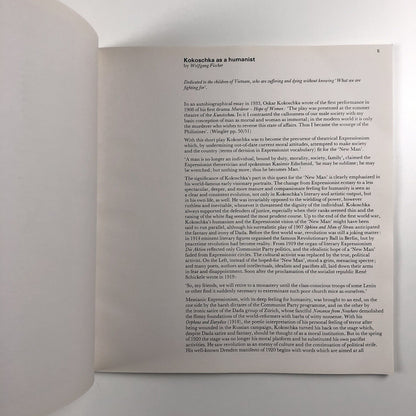 5
Kokoschka as a humanist
by Wolfgang Fischer
Dedicated to the children of Vietnam, who are suffering and dying without knowing 'What we are
fighting for'.
In an autobiographical essay in 1933, Oskar Kokoschka wrote of the first performance in
1908 of his first drama Murderer - Hope of Women: 'The play was presented at the summer
theatre of the Kunstschau. In it I contrasted the callousness of our male society with my
basic conception of man as mortal and woman as immortal; in the modern world it is only
the murderer who wishes to reverse this state of affairs. Thus I became the scourge of the
Philistines'. (Wingler pp. 50/51)
With this short play Kokoschka was to become the precursor of theatrical Expressionism
which, by undermining out-of-date current moral attitudes, attempted to make society
and the country (terms of derision in Expressionist vocabulary) fit for the 'New Man'.
'A man is no longer an individual, bound by duty, morality, society, family', claimed the
Expressionist theoretician and spokesman Kasimir Edschmid, 'he may be sublime; he may
be wretched; but nothing more, thus he becomes Man.'
The significance of Kokoschka's part in this quest for the 'New Man' is clearly emphasized in
his world-famous early visionary portraits. The change from Expressionist ecstasy to a less
spectacular, deeper, and more mature and compassionate feeling for humanity is seen as a
clear and consistent evolution, not only in Kokoschka's literary and artistic output, but
in his own life, as well. He was invariably opposed to the wielding of power, however
ruthless and inevitable, whenever it threatened the dignity of the individual. Kokoschka
always supported the defenders of justice, especially when their ranks seemed thin and the
raising of the white flag seemed the most prudent course. Up to the end of the first world war,
Kokoschka's humanism and the Expressionist vision of the 'New Man' might have been
said to run parallel, although his surrealistic play of 1907 Sphinx and Man of Straw anticipated
the fantasy and irony of Dada. Before the first world war, revolution was still a joking matter:
in 1914 eminent literary figures organised the famous Revolutionary Ball in Berlin, but by
peacetime revolution had become reality. From 1919 the organ of literary Expressionism
Die Aktion reflected only Communist Party politics, and the idealistic hope of a 'New Man'
faded from Expressionist circles. The cultural activist was replaced by the true, political
activist. On the Left, instead of the hoped-for 'New Man', stood a grim, menacing spectre;
and many poets, authors and intellectuals, idealists and pacifists all, laid down their arms
in fear and disappointment. Soon after the proclamation of the socialist republic, René
Schickele wrote in 1919:
'So, my friends, we will retire to a monastery until the class-conscious troops of some Lenin
or other find it suddenly necessary to exterminate such poor church mice as ourselves.'
Messianic Expressionism, with its deep feeling for humanity, was brought to an end, on the
one side by the harsh dictates of the Communist Party programme, and on the other by
the ironic satire of the Dada group of Zürich, whose fanciful Nonsense from Nowhere demolished
the flimsy foundations of the world-reformers with barbs of witty nonsense. With his
Orpheus and Eurydice (1918), the poetic interpretation of his personal feeling of terror after
being wounded in the Russian campaign, Kokoschka turned his back on the stage which,
despite Dada satire and fantasy, should be thought of as a moral institution. But in the spring
of 1920 the stage was no longer his moral platform but had itself succumbed to pacifistic
martyrs. He saw revolution as an enemy of culture and the continuation of political strife.
His well-known Dresden manifesto of 1920 begins with words which are aimed at all